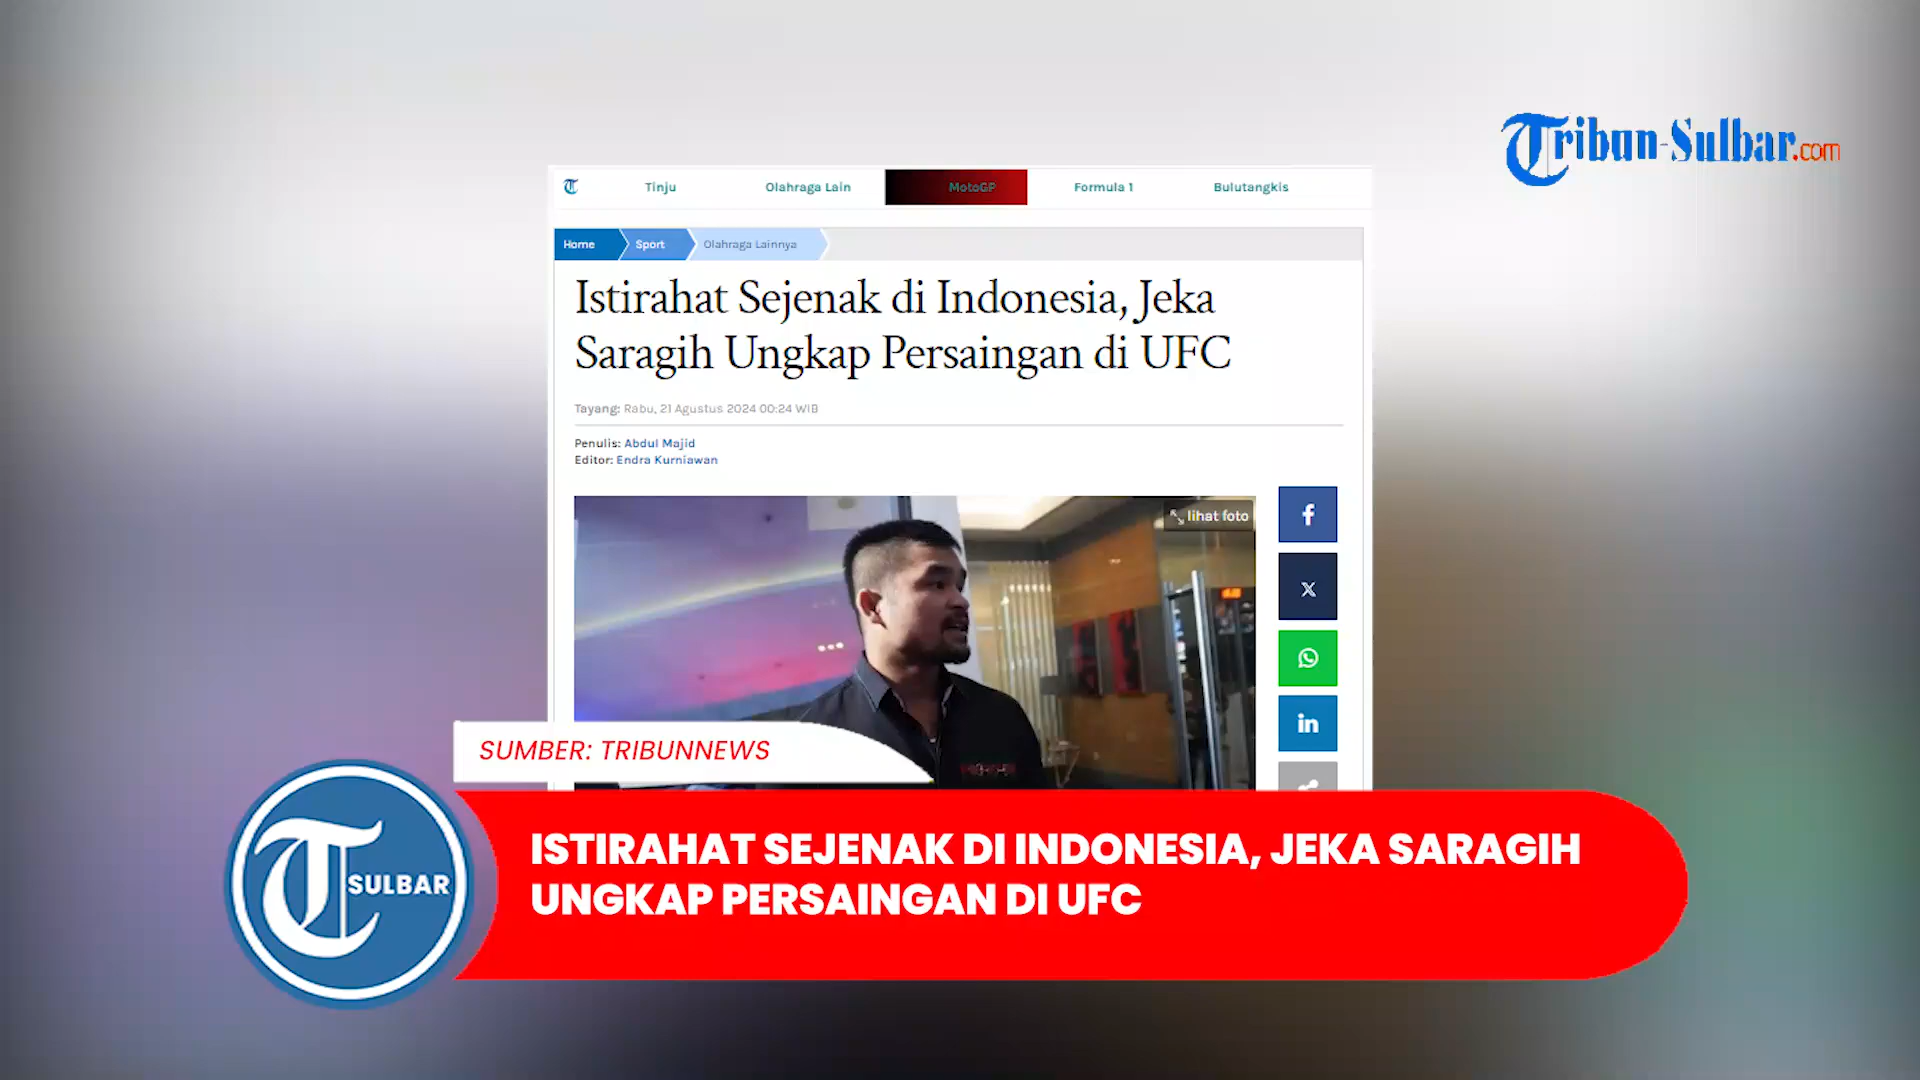 Tribun-Sulbar.com
Tinju
Olahraga Lain
MotoGP
Formula 1
Bulutangkis
Home
Sport
Olahraga Lainnya
Istirahat Sejenak di Indonesia, Jeka
Saragih Ungkap Persaingan di UFC
Tayang: Rabu, 21 Agustus 2024 00:24 WIB
Penulis: Abdul Majid
Editor: Endra Kurniawan
lihat foto
SUMBER: TRIBUNNEWS
SULBAR
ISTIRAHAT SEJENAK DI INDONESIA, JEKA SARAGIH
UNGKAP PERSAINGAN DI UFC